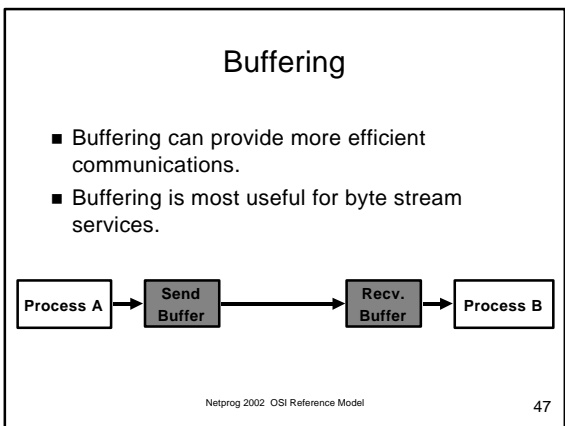 Buffering
■ Buffering can provide more efficient
communications.
■ Buffering is most useful for byte stream
services.
Process A
Send
Buffer
Recv.
Buffer
Process B
Netprog 2002 OSI Reference Model
47